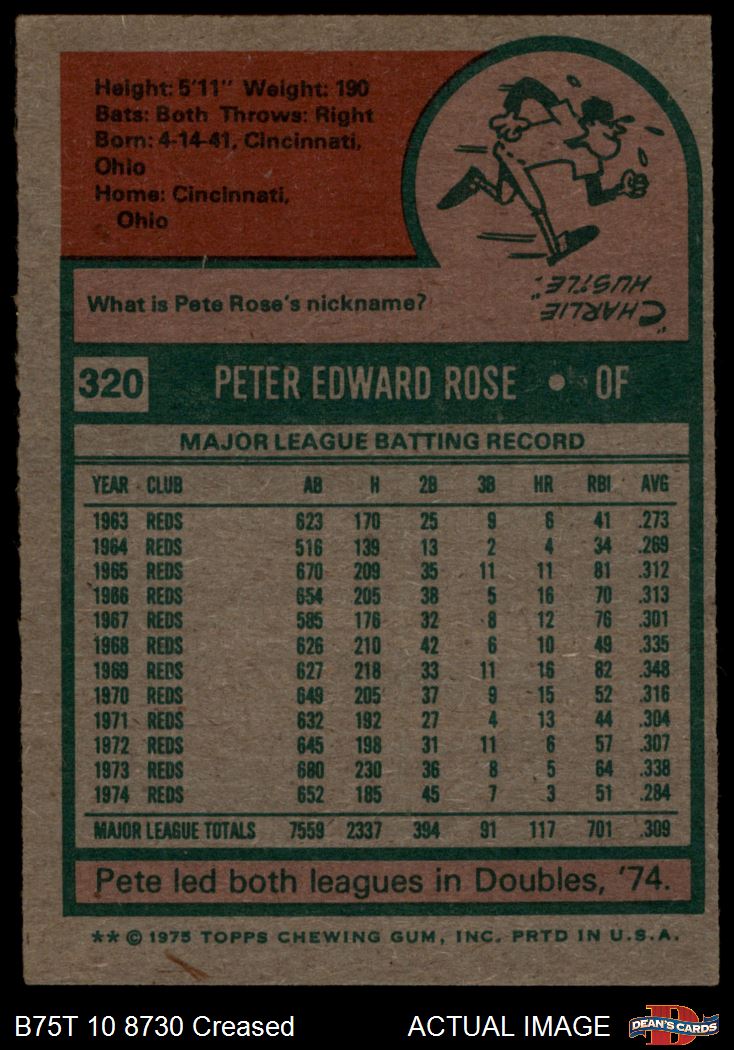 Height: 5'11" Weight: 190
Bats: Both Throws: Right
Born: 4-14-41, Cincinnati,
Ohio
Home: Cincinnati,
Ohio
What is Pete Rose's nickname?
"CHARLIE
HUSTLE."
320 PETER EDWARD ROSE • OF
MAJOR LEAGUE BATTING RECORD
YEAR CLUB AB H 2B 3B HR RBI AVG
1963 REDS 623 170 25 9 6 41 .273
1964 REDS 516 139 13 2 4 34 .269
1965 REDS 670 209 35 11 11 81 .312
1966 REDS 654 205 38 5 16 70 .313
1967 REDS 585 176 32 8 12 76 .301
1968 REDS 626 210 42 6 10 49 .335
1969 REDS 627 218 33 11 16 82 .348
1970 REDS 649 205 37 9 15 52 .316
1971 REDS 632 192 27 4 13 44 .304
1972 REDS 645 198 31 11 6 57 .307
1973 REDS 680 230 36 8 5 64 .338
1974 REDS 652 185 45 7 3 51 .284
MAJOR LEAGUE TOTALS 7559 2337 394 91 117 701 .309
Pete led both leagues in Doubles, '74.
** © 1975 TOPPS CHEWING GUM, INC. PRTD IN U.S.A.
B75T 10 8730 Creased ACTUAL IMAGE
DEAN'S CARDS